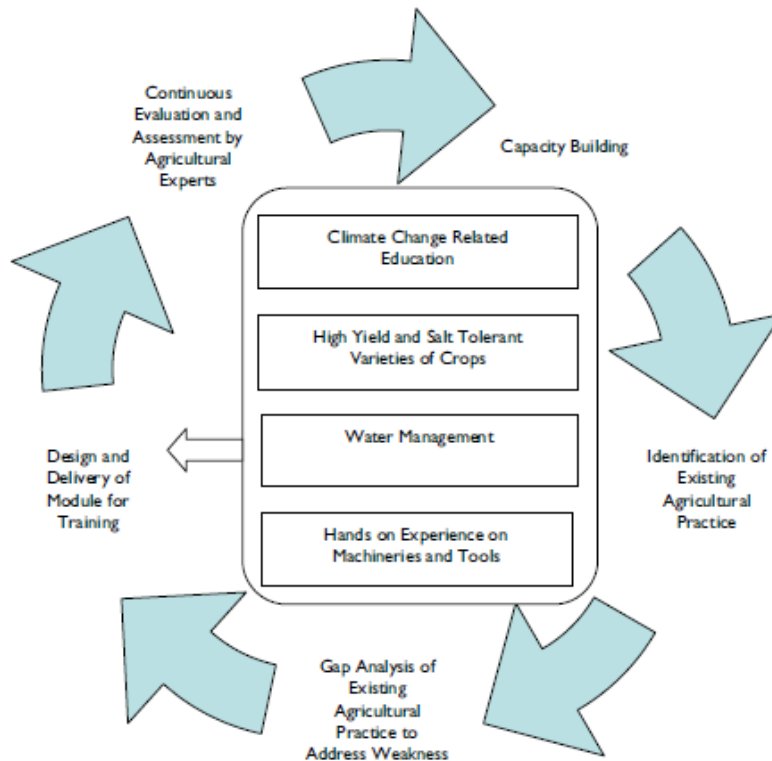 Continuous
Evaluation and
Assessment by
Agricultural
Experts
Capacity Building
Climate Change Related
Education
High Yield and Salt Tolerant
Varieties of Crops
Water Management
Hands on Experience on
Machineries and Tools
Design and
Delivery of
Module for
Training
Identification of
Existing
Agricultural
Practice
Gap Analysis of
Existing
Agricultural
Practice to
Address Weakness